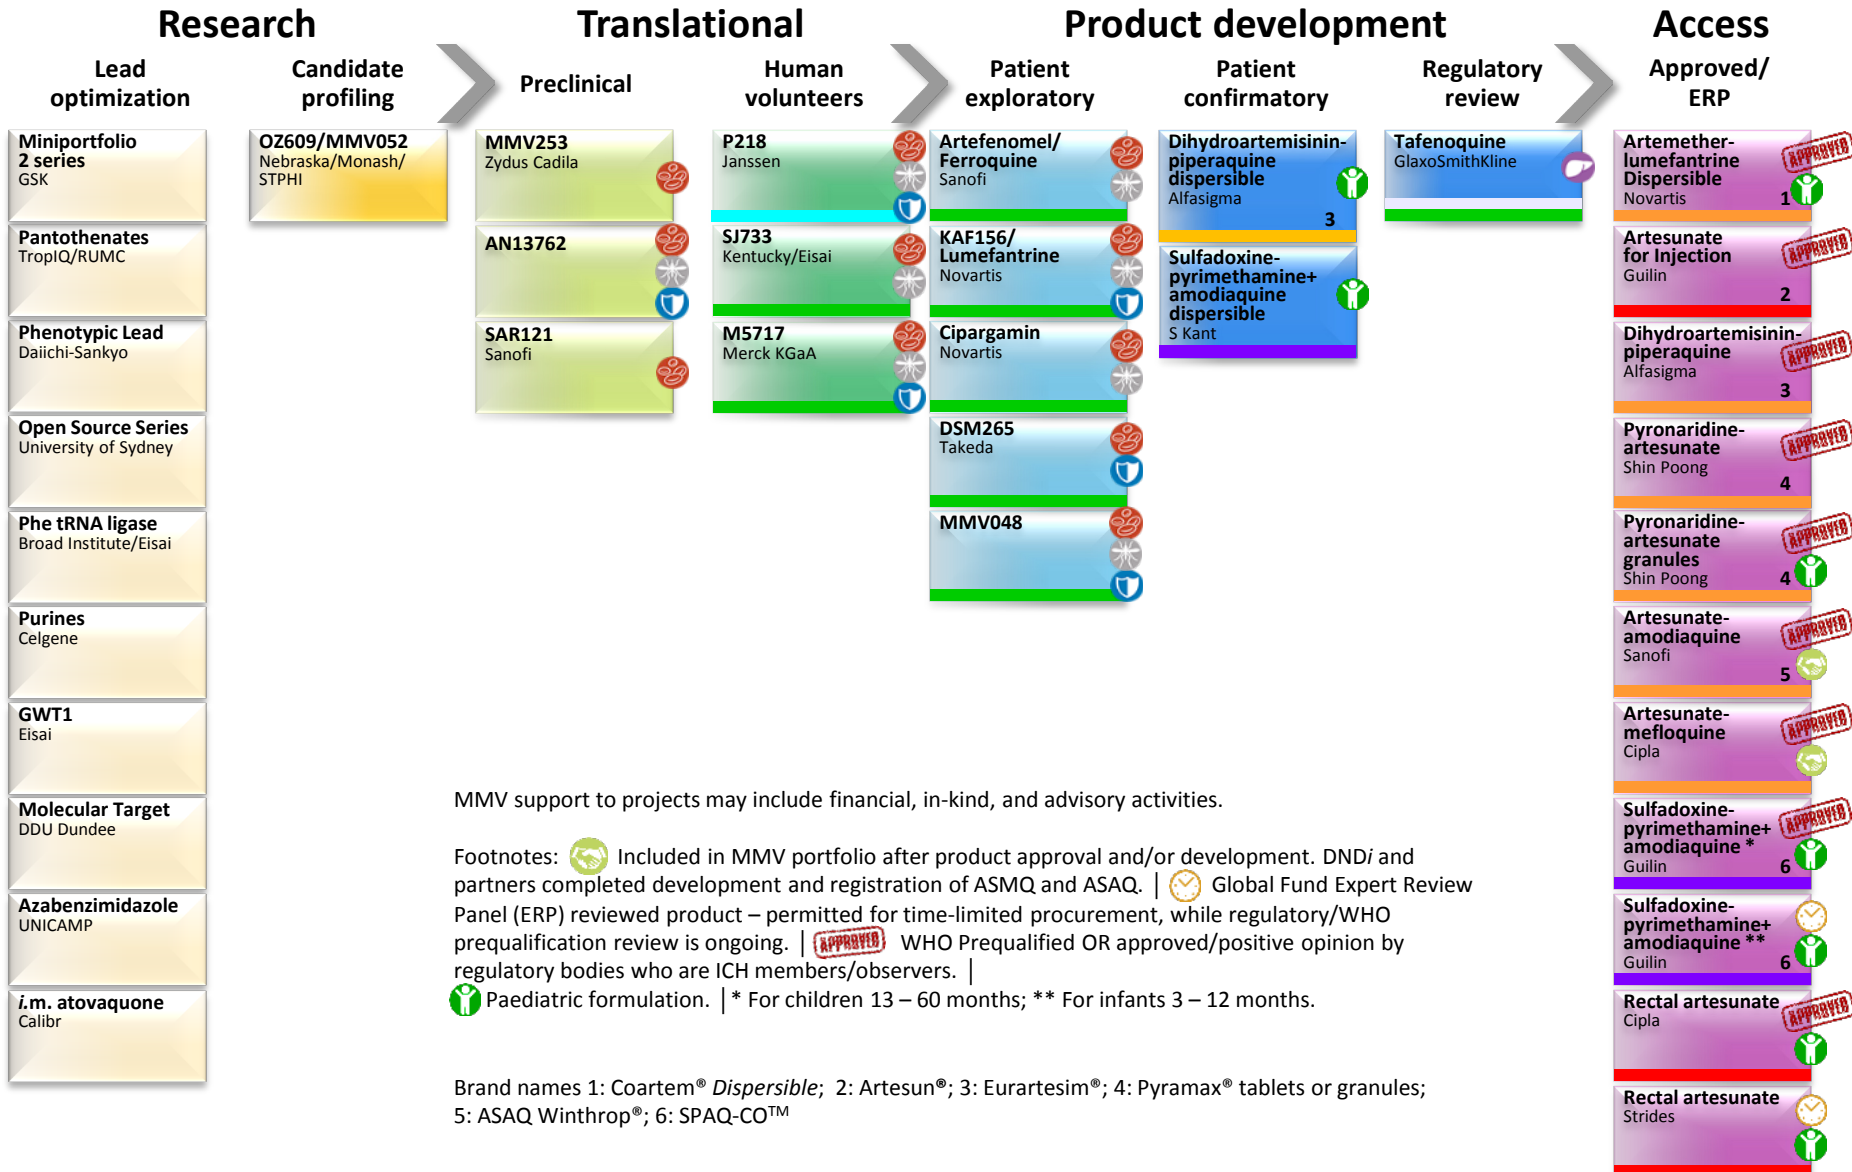 Research
Translational
Product development
Access
Lead
optimization
Candidate
profiling
Preclinical
Human
volunteers
Patient
exploratory
Patient
confirmatory
Regulatory
review
Approved/
ERP
Miniportfolio
2 series
GSK
Pantothenates
TropIQ/RUMC
Phenotypic Lead
Daiichi-Sankyo
Open Source Series
University of Sydney
Phe tRNA ligase
Broad Institute/Eisai
Purines
Celgene
GWT1
Eisai
Molecular Target
DDU Dundee
Azabenzimidazole
UNICAMP
i.m. atovaquone
Calibr
OZ609/MMV052
Nebraska/Monash/
STPHI
MMV253
Zydus Cadila
AN13762
SAR121
Sanofi
P218
Janssen
SJ733
Kentucky/Eisai
M5717
Merck KGaA
Artefenomel/
Ferroquine
Sanofi
KAF156/
Lumefantrine
Novartis
Cipargamin
Novartis
DSM265
Takeda
MMV048
Dihydroartemisinin-
piperaquine
dispersible
Alfasigma
3
Sulfadoxine-
pyrimethamine+
amodiaquine
dispersible
S Kant
Tafenoquine
GlaxoSmithKline
Artemether-
lumefantrine
Dispersible
Novartis
1
APPROVED
Artesunate
for Injection
Guilin
2
APPROVED
Dihydroartemisinin-
piperaquine
Alfasigma
3
APPROVED
Pyronaridine-
artesunate
Shin Poong
4
APPROVED
Pyronaridine-
artesunate
granules
Shin Poong
4
APPROVED
Artesunate-
amodiaquine
Sanofi
5
APPROVED
Artesunate-
mefloquine
Cipla
APPROVED
Sulfadoxine-
pyrimethamine+
amodiaquine *
Guilin
6
APPROVED
Sulfadoxine-
pyrimethamine+
amodiaquine **
Guilin
6
Rectal artesunate
Cipla
APPROVED
Rectal artesunate
Strides
MMV support to projects may include financial, in-kind, and advisory activities.
Footnotes: Included in MMV portfolio after product approval and/or development. DNDi and
partners completed development and registration of ASMQ and ASAQ. | Global Fund Expert Review
Panel (ERP) reviewed product – permitted for time-limited procurement, while regulatory/WHO
prequalification review is ongoing. | APPROVED WHO Prequalified OR approved/positive opinion by
regulatory bodies who are ICH members/observers. |
Paediatric formulation. | * For children 13 – 60 months; ** For infants 3 – 12 months.
Brand names 1: Coartem® Dispersible; 2: Artesun®; 3: Eurartesim®; 4: Pyramax® tablets or granules;
5: ASAQ Winthrop®; 6: SPAQ-CO™